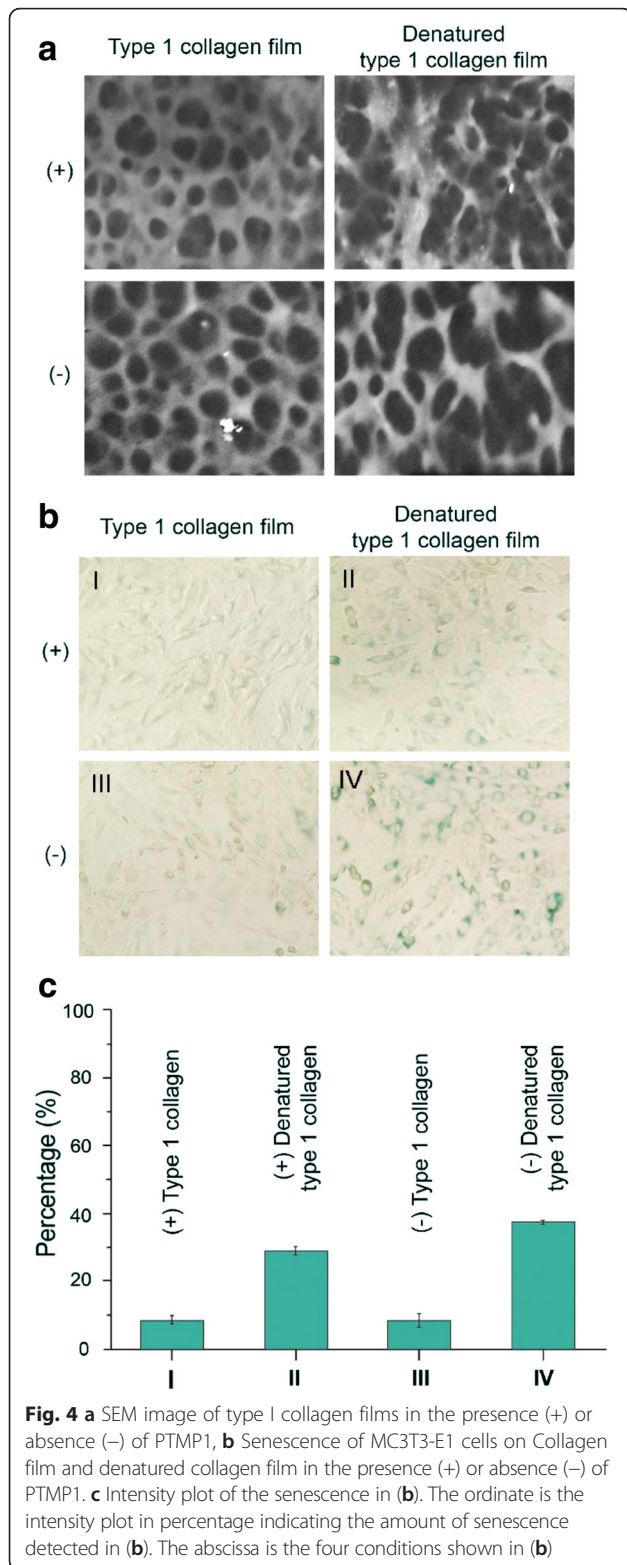 a
Type 1 collagen film
Denatured
type 1 collagen film
(+)
(-)
b
Type 1 collagen film
Denatured
type 1 collagen film
(+)
I
II
(-)
III
IV
c
Percentage (%)
100
80
60
40
20
0
(+) Type 1 collagen
(+) Denatured
type 1 collagen
(-) Type 1 collagen
(-) Denatured
type 1 collagen
I
II
III
IV
Fig. 4 a SEM image of type I collagen films in the presence (+) or
absence (−) of PTMP1, b Senescence of MC3T3-E1 cells on Collagen
film and denatured collagen film in the presence (+) or absence (−) of
PTMP1. c Intensity plot of the senescence in (b). The ordinate is the
intensity plot in percentage indicating the amount of senescence
detected in (b). The abscissa is the four conditions shown in (b)